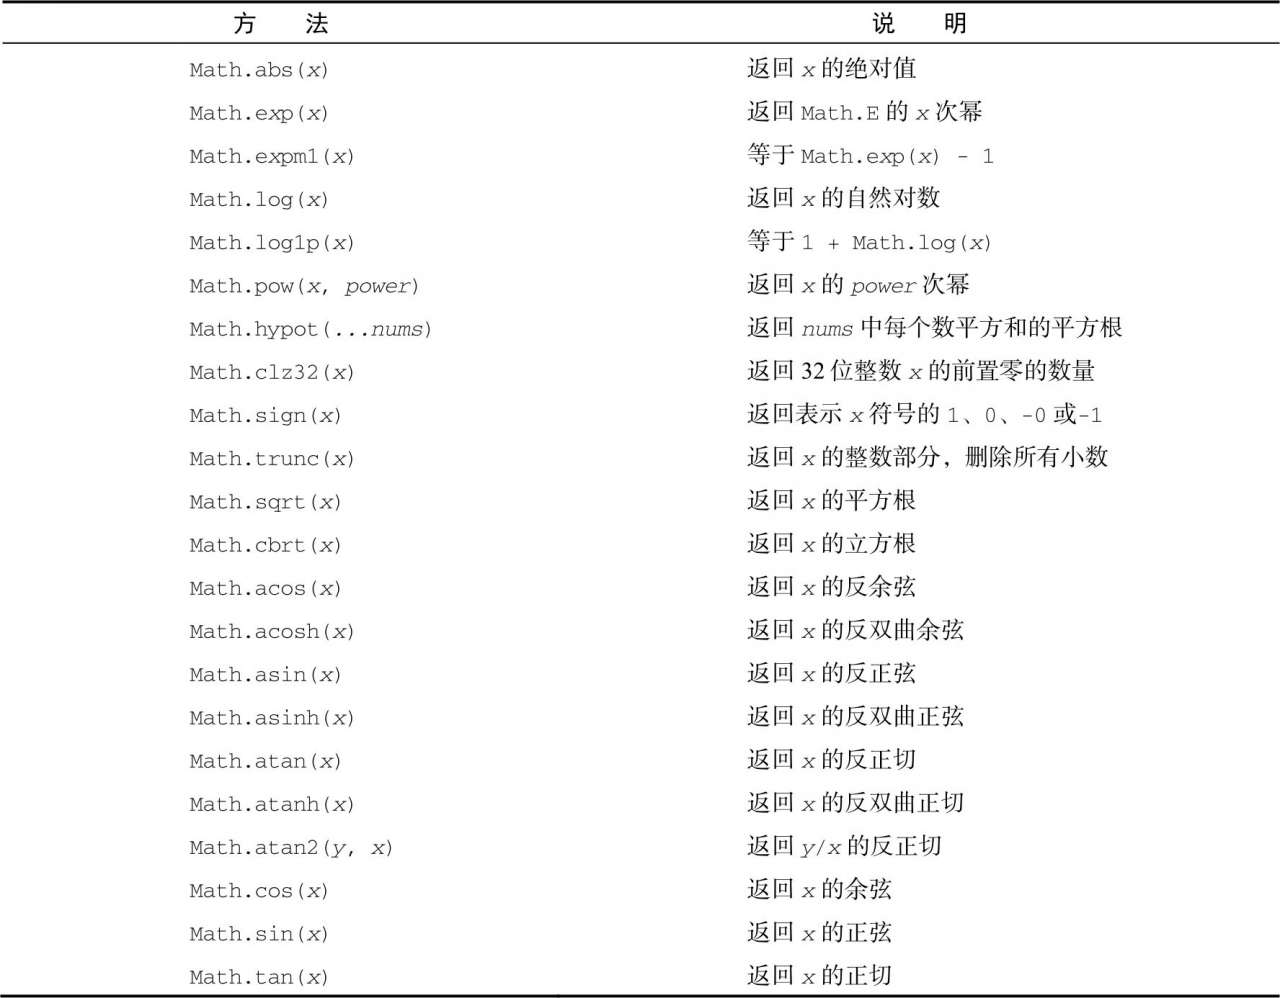 方 法 说 明
Math.abs(x) 返回 x 的绝对值
Math.exp(x) 返回 Math.E 的 x 次幂
Math.expm1(x) 等于 Math.exp(x) - 1
Math.log(x) 返回 x 的自然对数
Math.log1p(x) 等于 1 + Math.log(x)
Math.pow(x, power) 返回 x 的 power 次幂
Math.hypot(...nums) 返回 nums 中每个数平方和的平方根
Math.clz32(x) 返回 32 位整数 x 的前置零的数量
Math.sign(x) 返回表示 x 符号的 1、0、-0 或-1
Math.trunc(x) 返回 x 的整数部分，删除所有小数
Math.sqrt(x) 返回 x 的平方根
Math.cbrt(x) 返回 x 的立方根
Math.acos(x) 返回 x 的反余弦
Math.acosh(x) 返回 x 的反双曲余弦
Math.asin(x) 返回 x 的反正弦
Math.asinh(x) 返回 x 的反双曲正弦
Math.atan(x) 返回 x 的反正切
Math.atanh(x) 返回 x 的反双曲正切
Math.atan2(y, x) 返回 y/x 的反正切
Math.cos(x) 返回 x 的余弦
Math.sin(x) 返回 x 的正弦
Math.tan(x) 返回 x 的正切